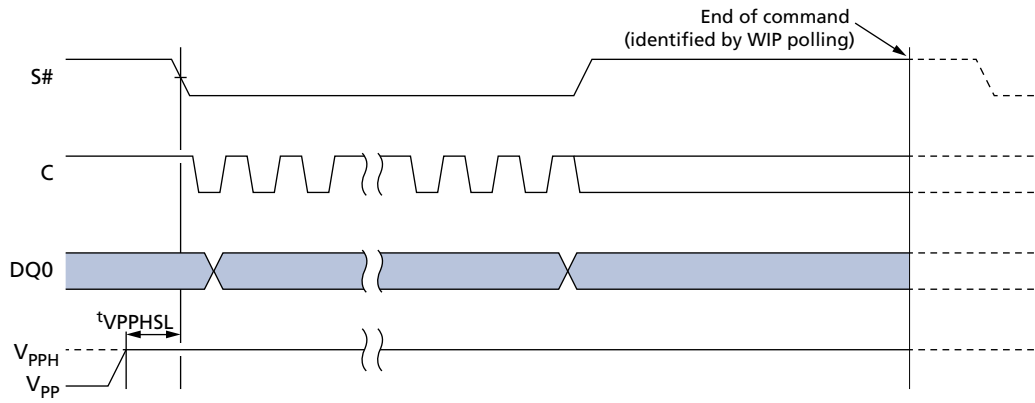 End of command
(identified by WIP polling)
S#
C
DQ0
tVPPHSL
VPPH
VPP